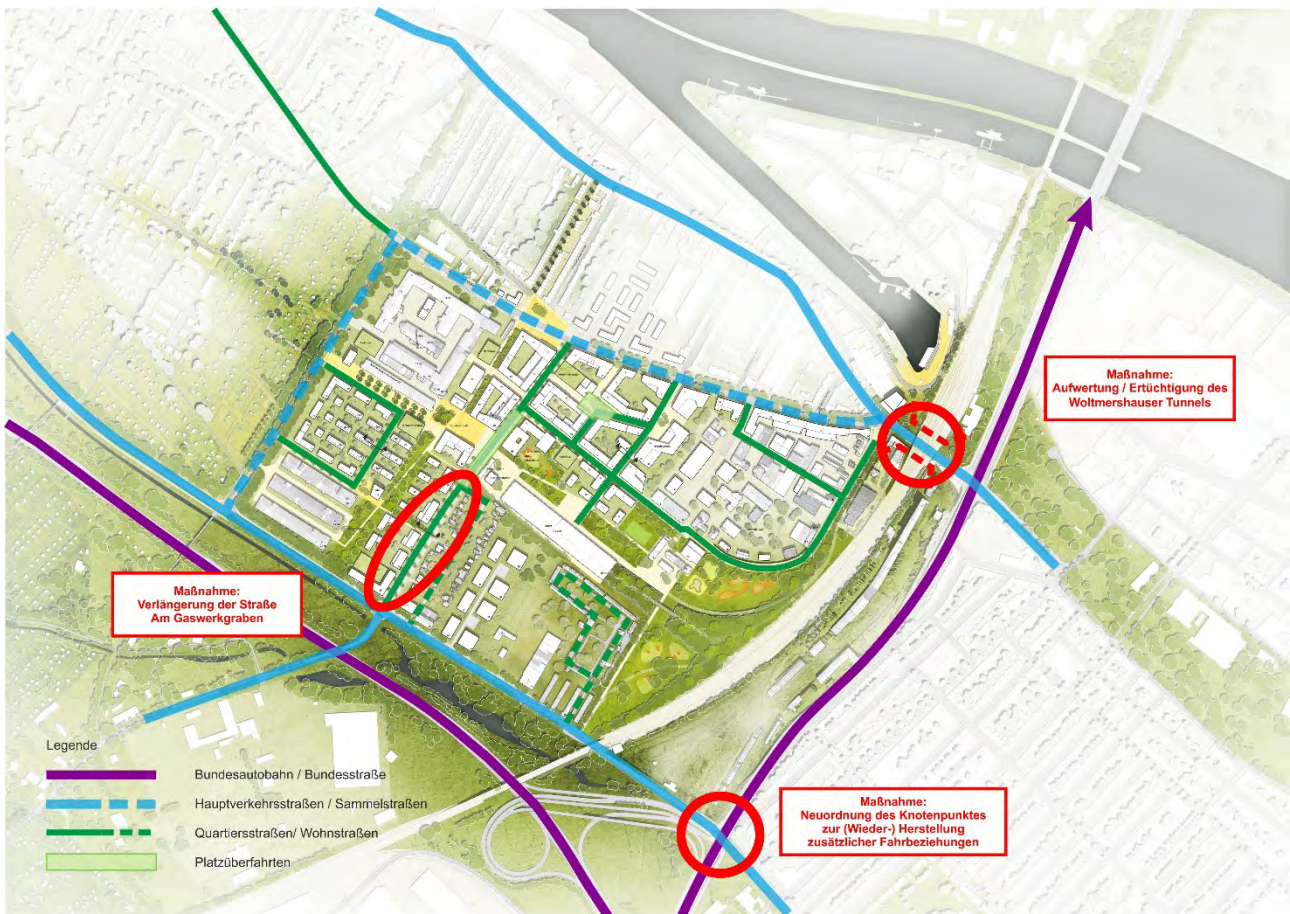 Maßnahme:
Aufwertung / Ertüchtigung des
Woltmershauser Tunnels
Maßnahme:
Verlängerung der Straße
Am Gaswerkgraben
Maßnahme:
Neuordnung des Knotenpunktes
zur (Wieder-) Herstellung
zusätzlicher Fahrbeziehungen
Legende
Bundesautobahn / Bundesstraße
Hauptverkehrsstraßen / Sammelstraßen
Quartiersstraßen/ Wohnstraßen
Platzüberfahrten